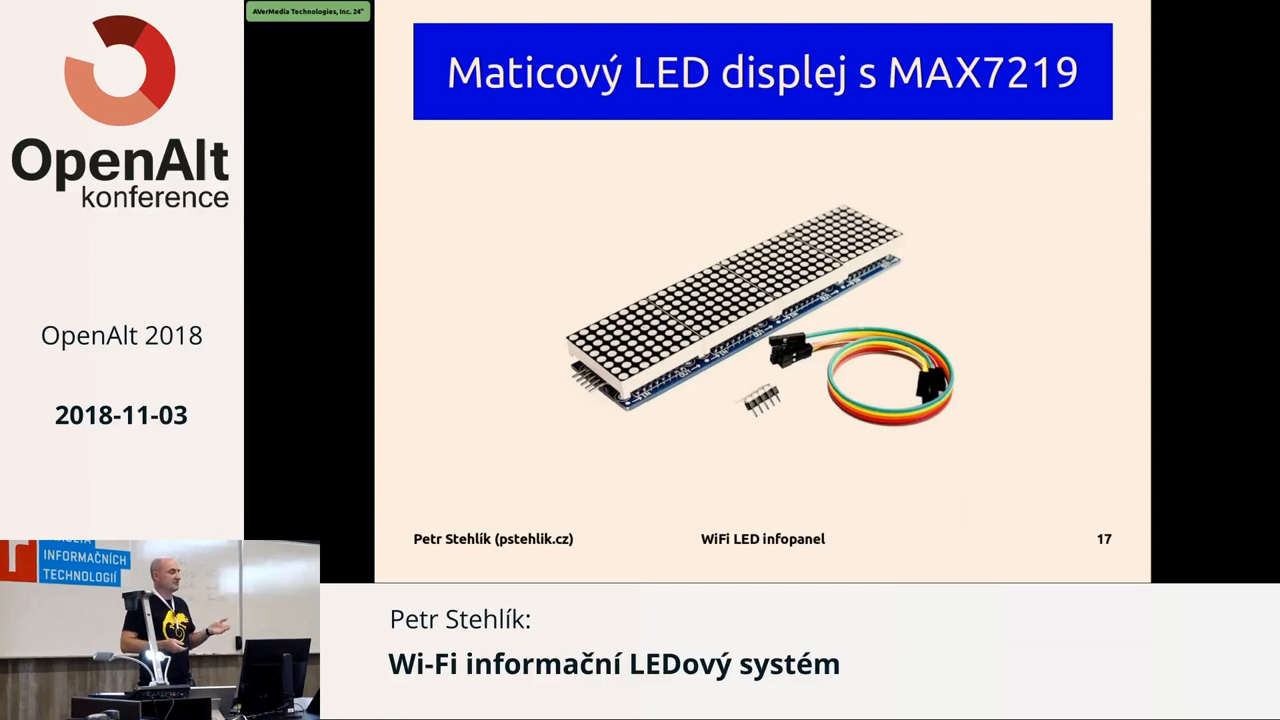 OpenAlt
konference
OpenAlt 2018
2018-11-03
AVerMedia Technologies, Inc. 24"
Maticový LED displej s MAX7219
Petr Stehlík (pstehlik.cz)
WiFi LED infopanel
17
INFORMAČNÍCH
TECHNOLOGIÍ
Petr Stehlík:
Wi-Fi informační LEDový systém